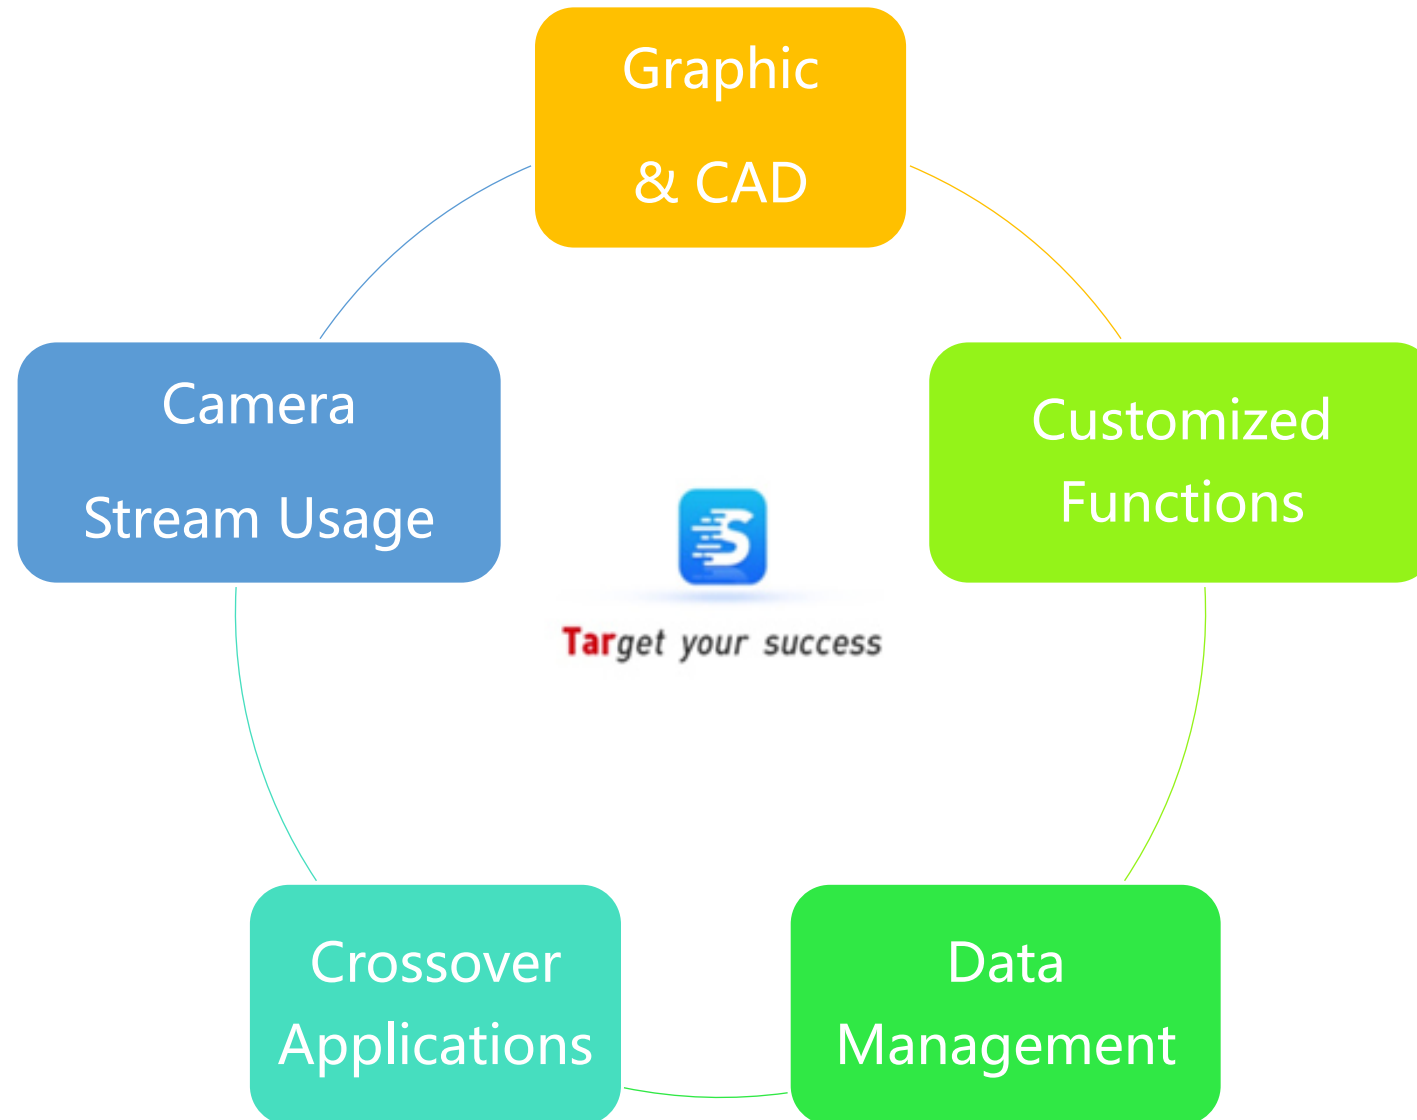 Graphic
& CAD
Camera
Stream Usage
Customized
Functions
S
Target your success
Crossover
Applications
Data
Management